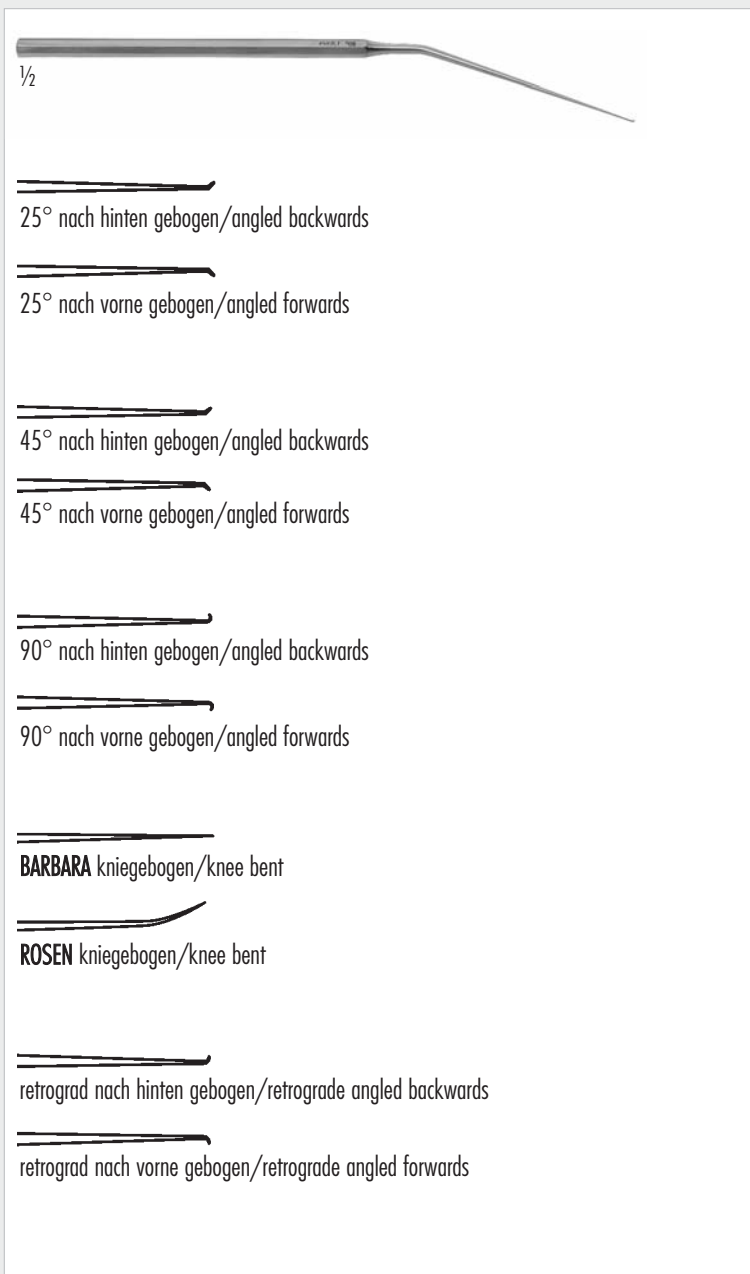 ½
25° nach hinten gebogen/angled backwards
25° nach vorne gebogen/angled forwards
45° nach hinten gebogen/angled backwards
45° nach vorne gebogen/angled forwards
90° nach hinten gebogen/angled backwards
90° nach vorne gebogen/angled forwards
BARBARA kniegebogen/knee bent
ROSEN kniegebogen/knee bent
retrograd nach hinten gebogen/retrograde angled backwards
retrograd nach vorne gebogen/retrograde angled forwards